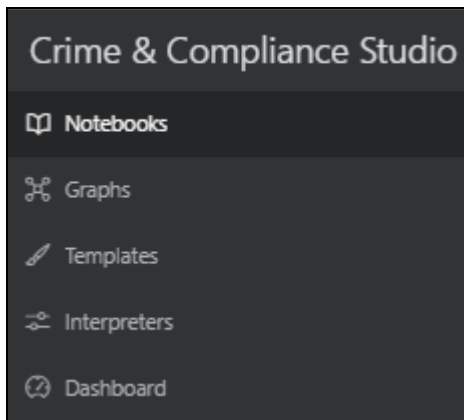 Crime & Compliance Studio
Notebooks
Graphs
Templates
Interpreters
Dashboard